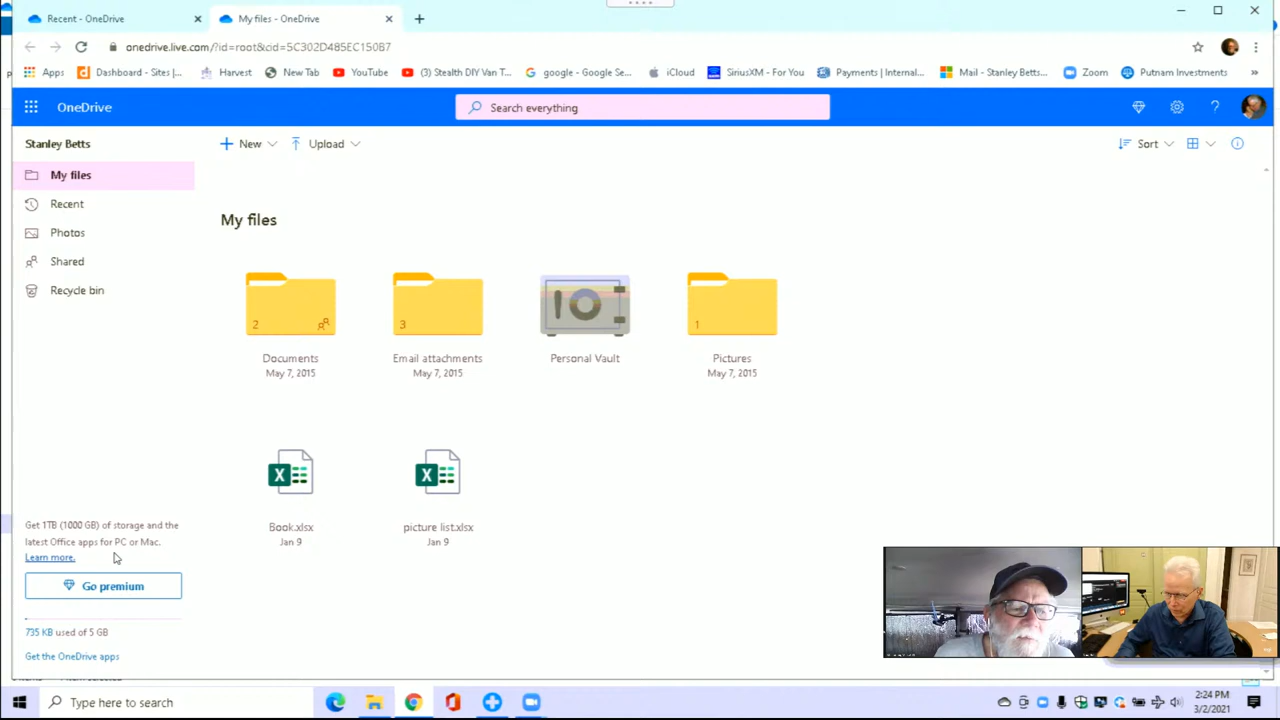 Recent - OneDrive
My files - OneDrive
onedrive.live.com/?id=root&cid=5C302D485EC150B7
Apps
Dashboard - Sites |...
Harvest
New Tab
YouTube
(3) Stealth DIY Van T...
google - Google Se...
iCloud
SiriusXM - For You
Payments | Internal...
Mail - Stanley Betts...
Zoom
Putnam Investments
»
OneDrive
Search everything
?
Stanley Betts
New
Upload
Sort
My files
Recent
Photos
Shared
Recycle bin
My files
2
3
1
Documents
Email attachments
Personal Vault
Pictures
May 7, 2015
May 7, 2015
May 7, 2015
X
X
Book.xlsx
picture list.xlsx
Jan 9
Jan 9
Get 1TB (1000 GB) of storage and the
latest Office apps for PC or Mac.
Learn more.
Go premium
735 KB used of 5 GB
Get the OneDrive apps
Type here to search
2:24 PM
3/2/2021